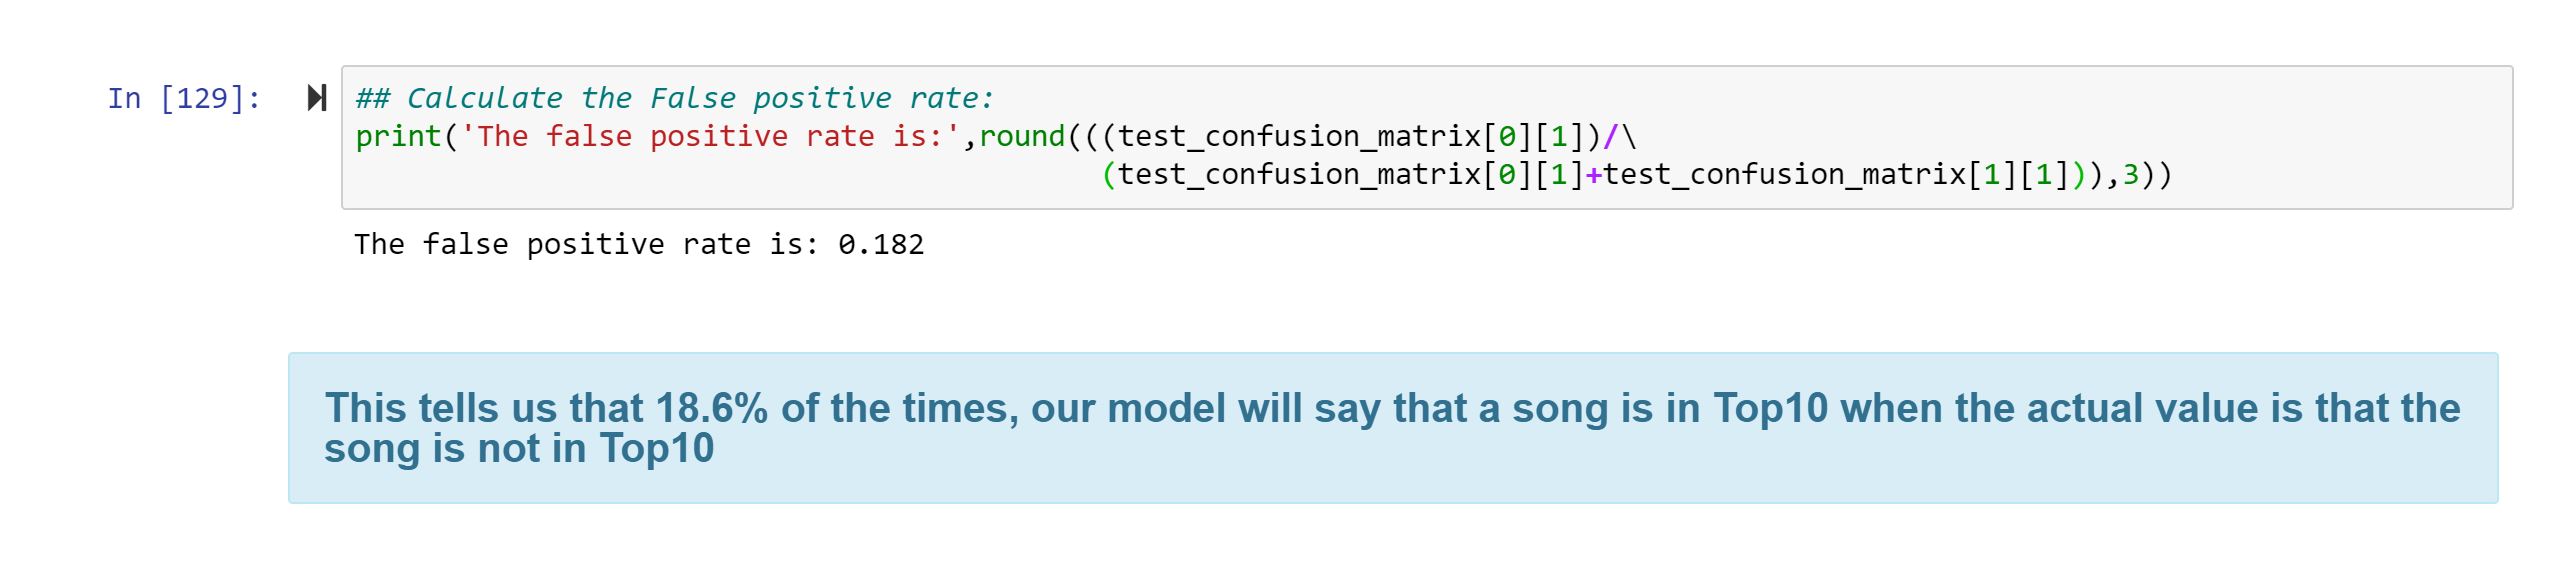 In [129]:
## Calculate the False positive rate:
print('The false positive rate is:',round(((test_confusion_matrix[0][1])/\
(test_confusion_matrix[0][1]+test_confusion_matrix[1][1])),3))
The false positive rate is: 0.182
This tells us that 18.6% of the times, our model will say that a song is in Top10 when the actual value is that the
song is not in Top10